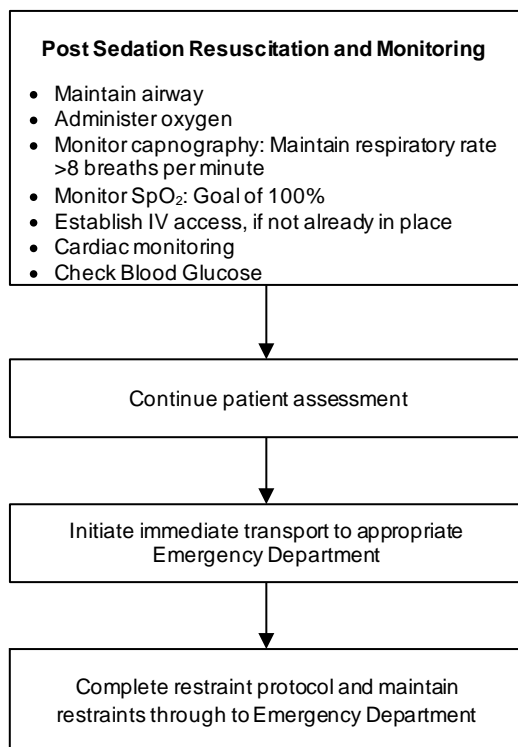 Post Sedation Resuscitation and Monitoring
• Maintain airway
• Administer oxygen
• Monitor capnography: Maintain respiratory rate
>8 breaths per minute
• Monitor SpO₂: Goal of 100%
• Establish IV access, if not already in place
• Cardiac monitoring
• Check Blood Glucose
Continue patient assessment
Initiate immediate transport to appropriate
Emergency Department
Complete restraint protocol and maintain
restraints through to Emergency Department